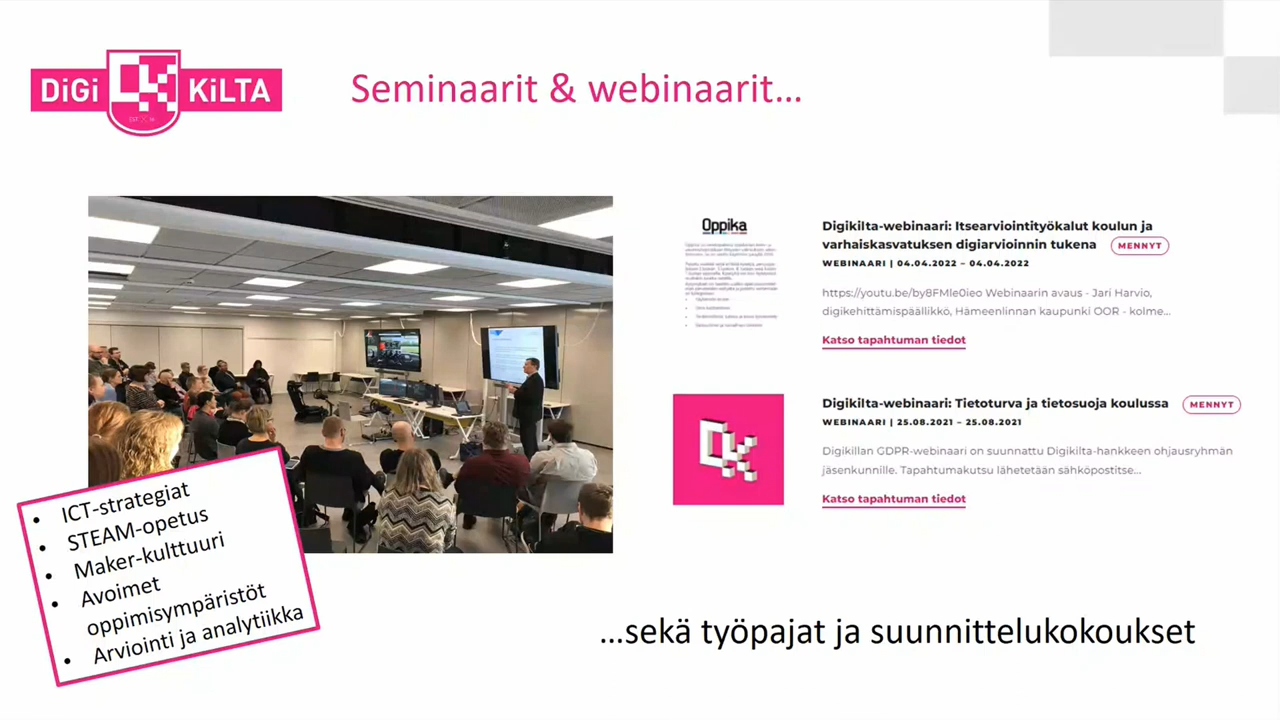 DiGi KiLTA
Seminaarit & webinaarit...
Oppika
Digikilta-webinaari: Itsearviointityökalut koulun ja
varhaiskasvatuksen digiarvioinnin tukena MENNYT
WEBINAARI | 04.04.2022 – 04.04.2022
https://youtu.be/by8FMle0ieo Webinaarin avaus - Jari Harvio,
digikehittämispäällikkö, Hämeenlinnan kaupunki OOR - kolme...
Katso tapahtuman tiedot
Digikilta-webinaari: Tietoturva ja tietosuoja koulussa MENNYT
WEBINAARI | 25.08.2021 – 25.08.2021
Digikillan GDPR-webinaari on suunnattu Digikilta-hankkeen ohjausryhmän
jäsenkunnille. Tapahtumakutsu lähetetään sähköpostitse...
Katso tapahtuman tiedot
• ICT-strategiat
• STEAM-opetus
• Maker-kulttuuri
• Avoimet
oppimisympäristöt
• Arviointi ja analytiikka
...sekä työpajat ja suunnittelukokoukset